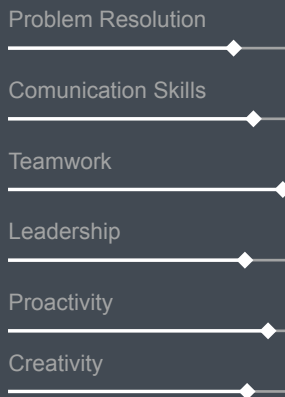 Problem Resolution
Comunication Skills
Teamwork
Leadership
Proactivity
Creativity